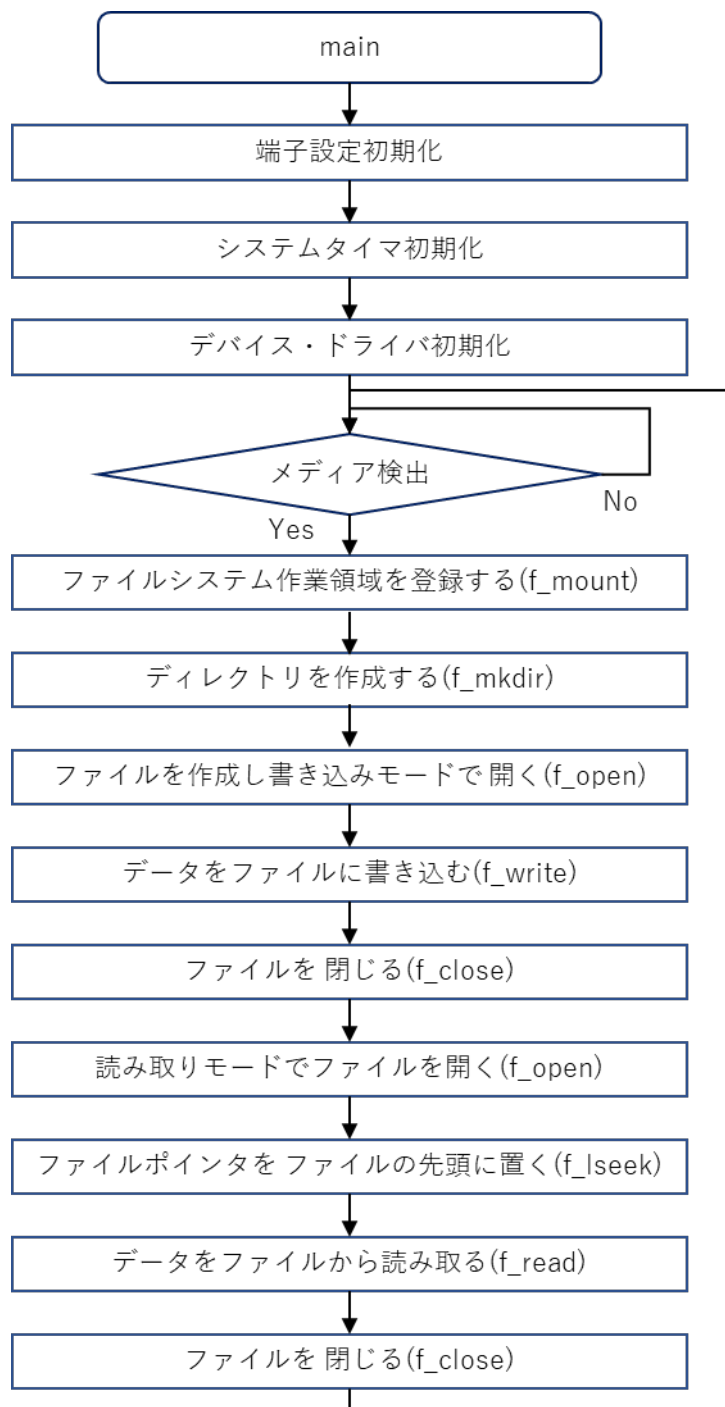 main
端子設定初期化
システムタイマ初期化
デバイス・ドライバ初期化
メディア検出
No
Yes
ファイルシステム作業領域を登録する(f_mount)
ディレクトリを作成する(f_mkdir)
ファイルを作成し書き込みモードで 開く(f_open)
データをファイルに書き込む(f_write)
ファイルを 閉じる(f_close)
読み取りモードでファイルを開く(f_open)
ファイルポインタを ファイルの先頭に置く(f_lseek)
データをファイルから読み取る(f_read)
ファイルを 閉じる(f_close)